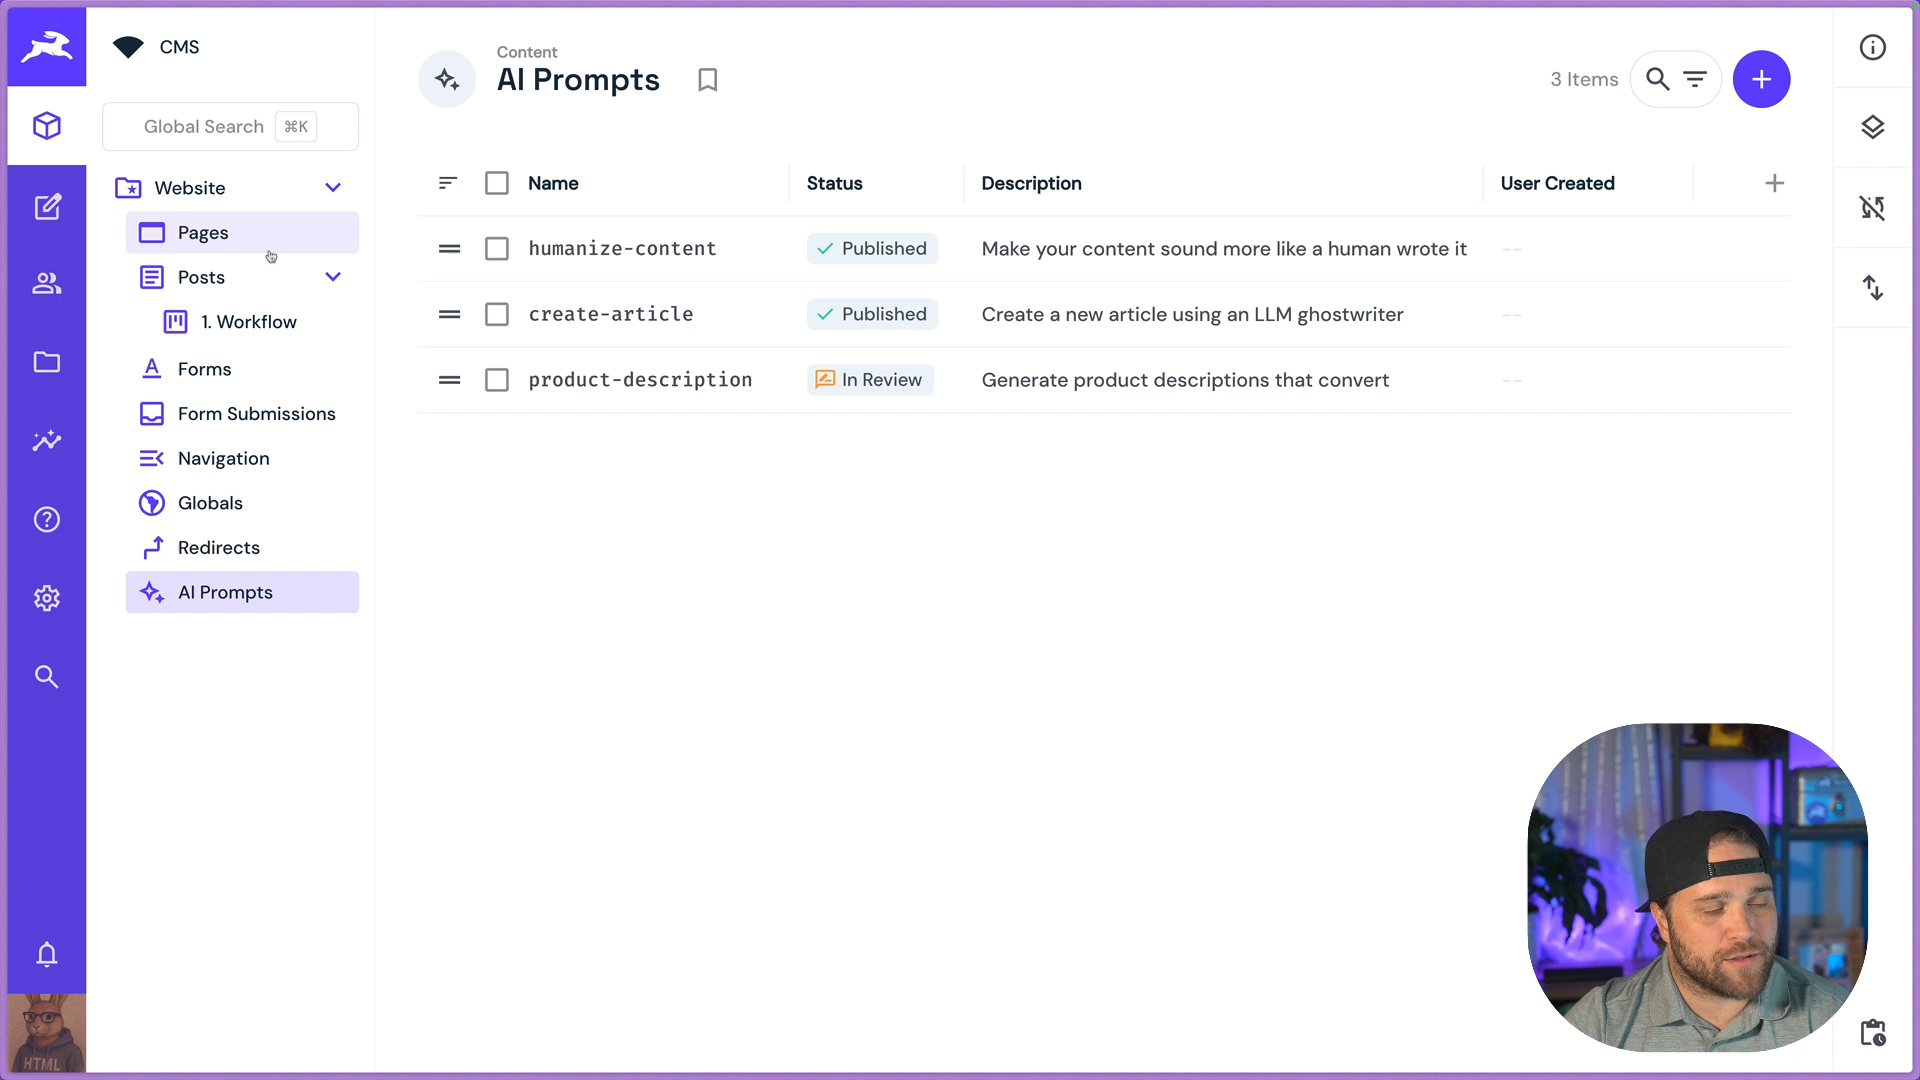 CMS
Global Search ⌘K
Website
Pages
Posts
1. Workflow
Forms
Form Submissions
Navigation
Globals
Redirects
AI Prompts
Content
AI Prompts
3 Items
Name Status Description User Created
humanize-content Published Make your content sound more like a human wrote it --
create-article Published Create a new article using an LLM ghostwriter --
product-description In Review Generate product descriptions that convert --
HTML